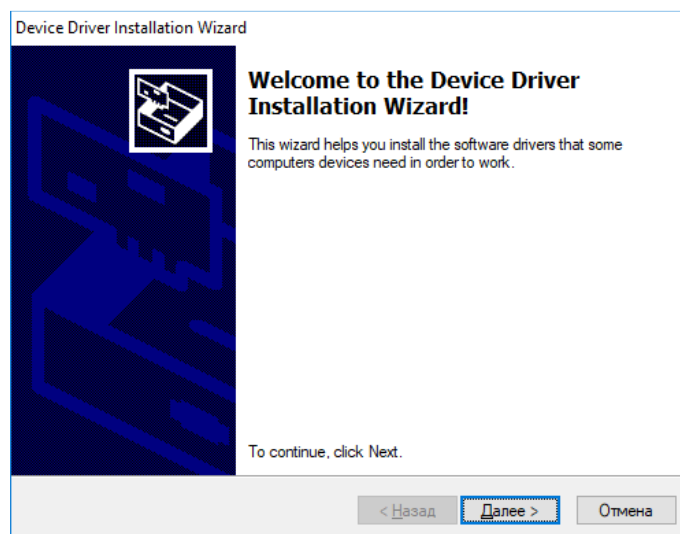 Device Driver Installation Wizard
Welcome to the Device Driver
Installation Wizard!
This wizard helps you install the software drivers that some
computers devices need in order to work.
To continue, click Next.
< Назад Далее > Отмена